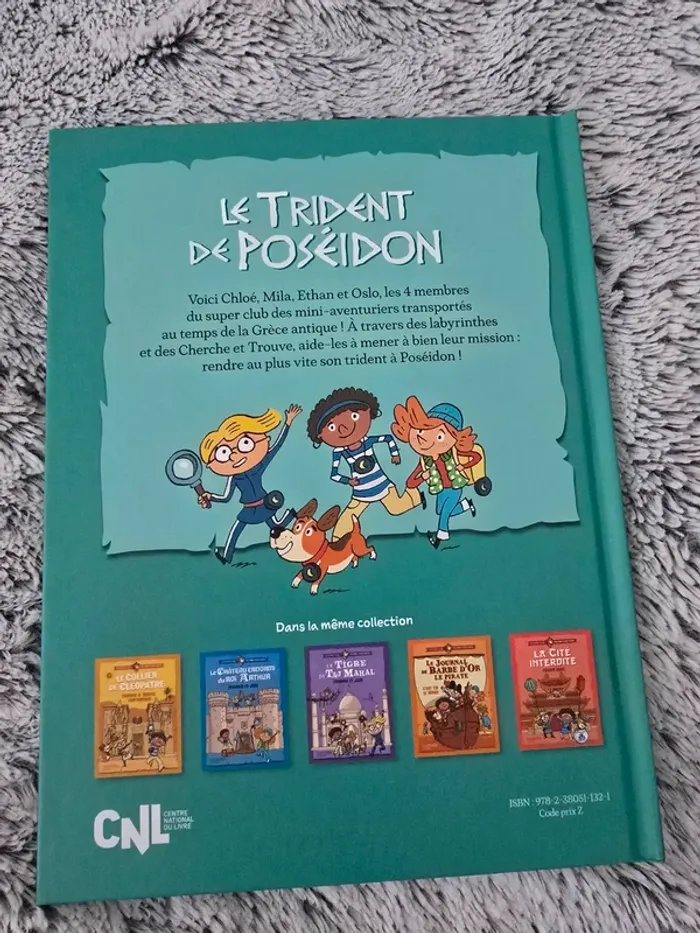 LE TRIDENT
DE POSÉIDON
Voici Chloé, Mila, Ethan et Oslo, les 4 membres
du super club des mini-aventuriers transportés
au temps de la Grèce antique ! À travers des labyrinthes
et des Cherche et Trouve, aide-les à mener à bien leur mission :
rendre au plus vite son trident à Poséidon !
Dans la même collection
LE COLLIER
DE CLÉOPÂTRE
LE CHÂTEAU ENDORMI
DU ROI ARTHUR
LE TIGRE
DU TAJ MAHAL
LE JOURNAL
DE BARBE D'OR
LE PIRATE
LA CITÉ
INTERDITE
CNL
CENTRE
NATIONAL
DU LIVRE
ISBN : 978-2-38051-132-1
Code prix Z